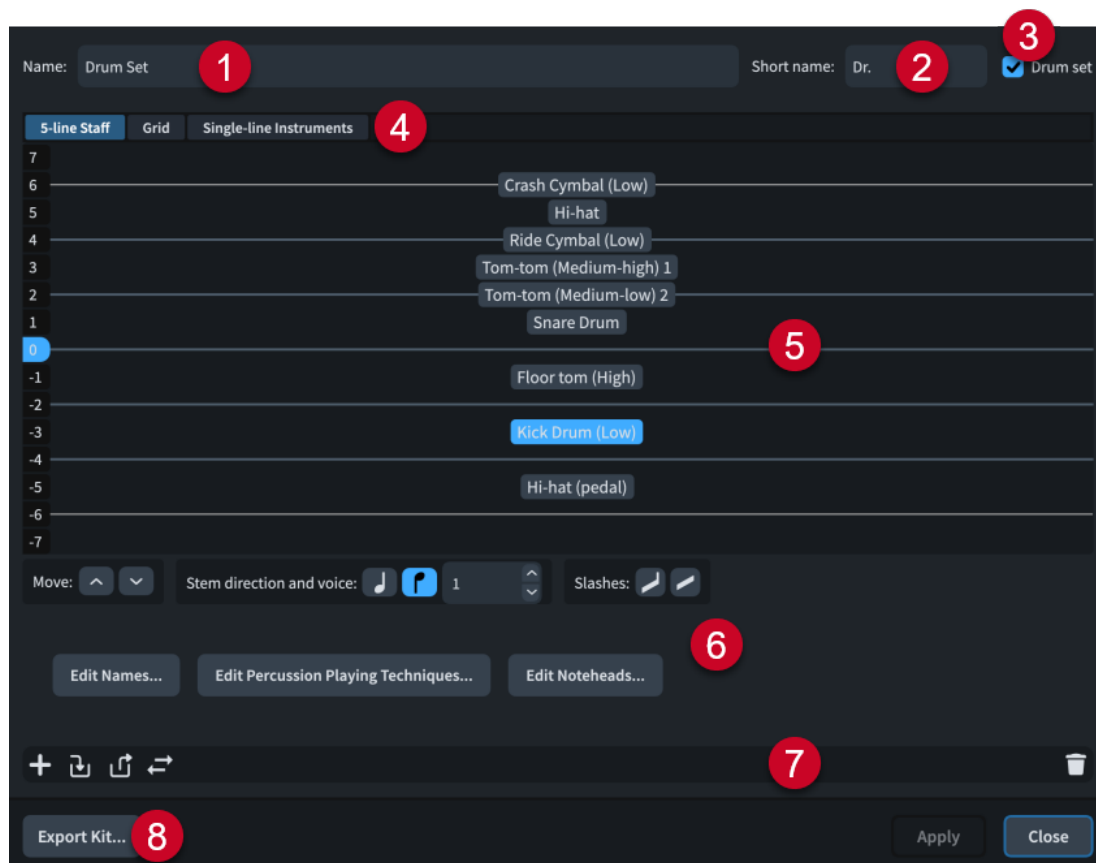 3
Name: Drum Set 1 Short name: Dr. 2 Drum set
5-line Staff Grid Single-line Instruments 4
7
6 Crash Cymbal (Low)
5 Hi-hat
4 Ride Cymbal (Low)
3 Tom-tom (Medium-high) 1
2 Tom-tom (Medium-low) 2
1 Snare Drum
0 5
-1 Floor tom (High)
-2
-3 Kick Drum (Low)
-4
-5 Hi-hat (pedal)
-6
-7
Move: Stem direction and voice: 1 Slashes:
6
Edit Names... Edit Percussion Playing Techniques... Edit Noteheads...
7
Export Kit... 8 Apply Close